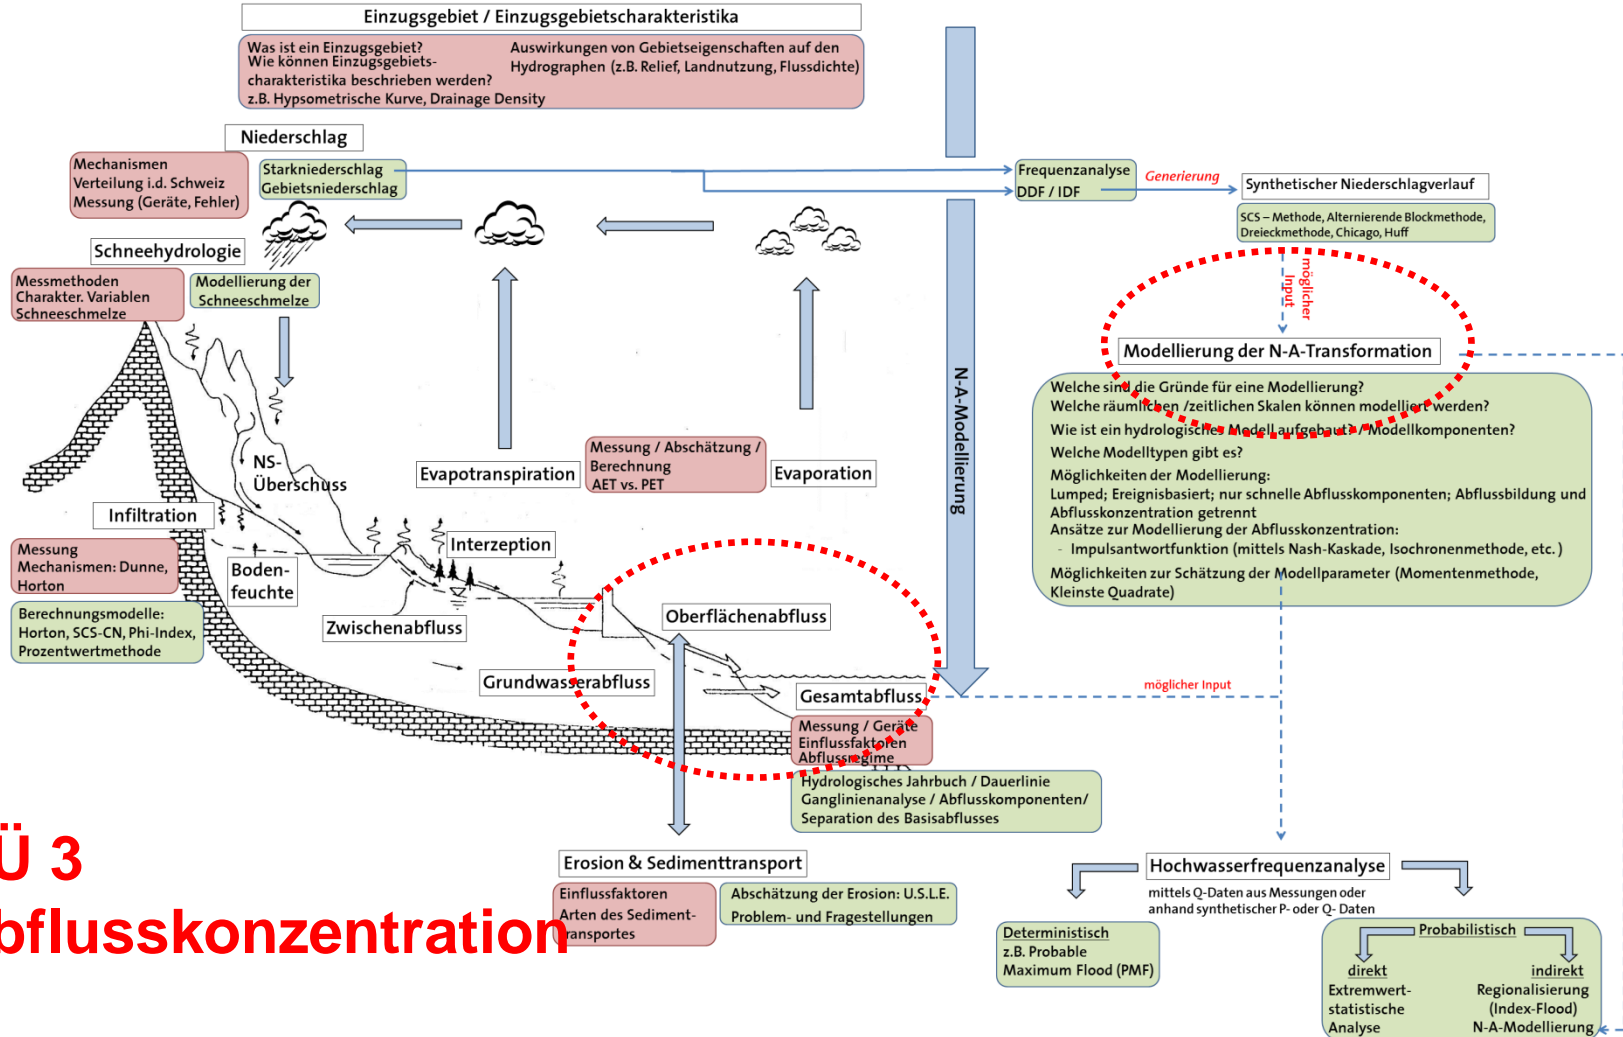 Einzugsgebiet / Einzugsgebietscharakteristika
Was ist ein Einzugsgebiet?
Wie können Einzugsgebiets-
charakteristika beschrieben werden?
z.B. Hypsometrische Kurve, Drainage Density
Auswirkungen von Gebietseigenschaften auf den
Hydrographen (z.B. Relief, Landnutzung, Flussdichte)
Niederschlag
Mechanismen
Verteilung i.d. Schweiz
Messung (Geräte, Fehler)
Starkniederschlag
Gebietsniederschlag
Frequenzanalyse
DDF / IDF
Generierung
Synthetischer Niederschlagverlauf
SCS – Methode, Alternierende Blockmethode,
Dreieckmethode, Chicago, Huff
möglicher
Input
Schneehydrologie
Messmethoden
Charakter. Variablen
Schneeschmelze
Modellierung der
Schneeschmelze
N-A-Modellierung
Modellierung der N-A-Transformation
Welche sind die Gründe für eine Modellierung?
Welche räumlichen /zeitlichen Skalen können modelliert werden?
Wie ist ein hydrologisches Modell aufgebaut? / Modellkomponenten?
Welche Modelltypen gibt es?
Möglichkeiten der Modellierung:
Lumped; Ereignisbasiert; nur schnelle Abflusskomponenten; Abflussbildung und
Abflusskonzentration getrennt
Ansätze zur Modellierung der Abflusskonzentration:
- Impulsantwortfunktion (mittels Nash-Kaskade, Isochronenmethode, etc. )
Möglichkeiten zur Schätzung der Modellparameter (Momentenmethode,
Kleinste Quadrate)
NS-
Überschuss
Evapotranspiration
Messung / Abschätzung /
Berechnung
AET vs. PET
Evaporation
Infiltration
Messung
Mechanismen: Dunne,
Horton
Berechnungsmodelle:
Horton, SCS-CN, Phi-Index,
Prozentwertmethode
Boden-
feuchte
Interzeption
Zwischenabfluss
Oberflächenabfluss
Grundwasserabfluss
Gesamtabfluss
möglicher Input
Messung / Geräte
Einflussfaktoren
Abflussregime
Hydrologisches Jahrbuch / Dauerlinie
Ganglinienanalyse / Abflusskomponenten/
Separation des Basisabflusses
Ü 3
bflusskonzentration
Erosion & Sedimenttransport
Einflussfaktoren
Arten des Sediment-
transportes
Abschätzung der Erosion: U.S.L.E.
Problem- und Fragestellungen
Hochwasserfrequenzanalyse
mittels Q-Daten aus Messungen oder
anhand synthetischer P- oder Q- Daten
Deterministisch
z.B. Probable
Maximum Flood (PMF)
Probabilistisch
direkt
Extremwert-
statistische
Analyse
indirekt
Regionalisierung
(Index-Flood)
N-A-Modellierung